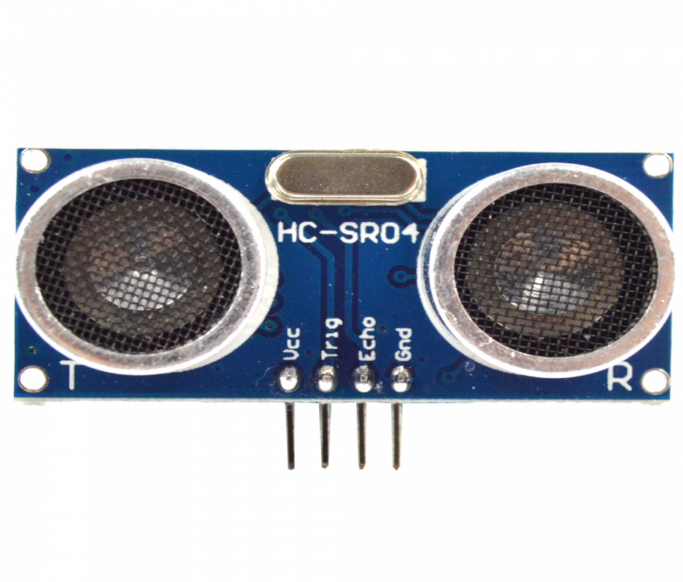 HC-SR04
Vcc
Trig
Echo
Gnd
T
R